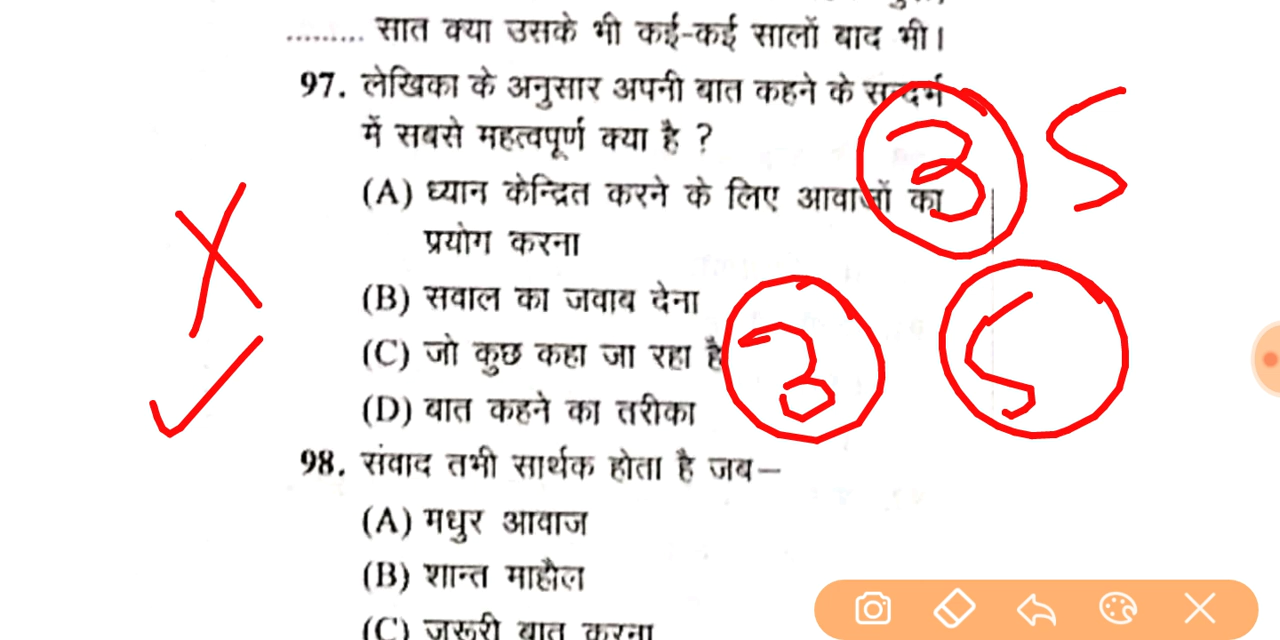 ......... सात क्या उसके भी कई-कई सालों बाद भी।
97. लेखिका के अनुसार अपनी बात कहने के सन्दर्भ
3 5
में सबसे महत्वपूर्ण क्या है ?
(A) ध्यान केन्द्रित करने के लिए आवाजों का
प्रयोग करना
(B) सवाल का जवाब देना
(C) जो कुछ कहा जा रहा है
3
(D) बात कहने का तरीका
98. संवाद तभी सार्थक होता है जब–
(A) मधुर आवाज
(B) शान्त माहौल
(C) जरूरी बात करना